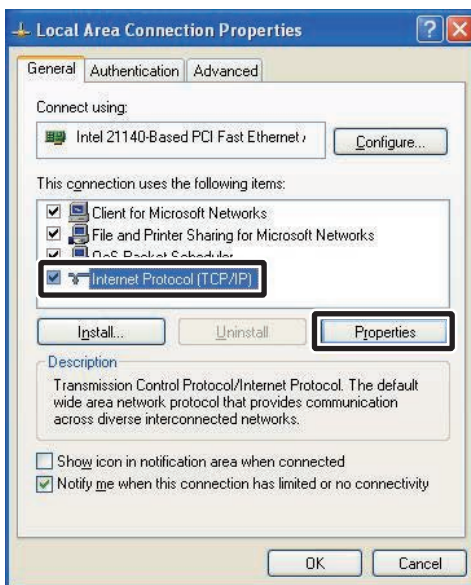 Local Area Connection Properties
General Authentication Advanced
Connect using:
Intel 21140-Based PCI Fast Ethernet
Configure...
This connection uses the following items:
Client for Microsoft Networks
File and Printer Sharing for Microsoft Networks
QoS Packet Scheduler
Internet Protocol (TCP/IP)
Install... Uninstall Properties
Description
Transmission Control Protocol/Internet Protocol. The default
wide area network protocol that provides communication
across diverse interconnected networks.
Show icon in notification area when connected
Notify me when this connection has limited or no connectivity
OK Cancel